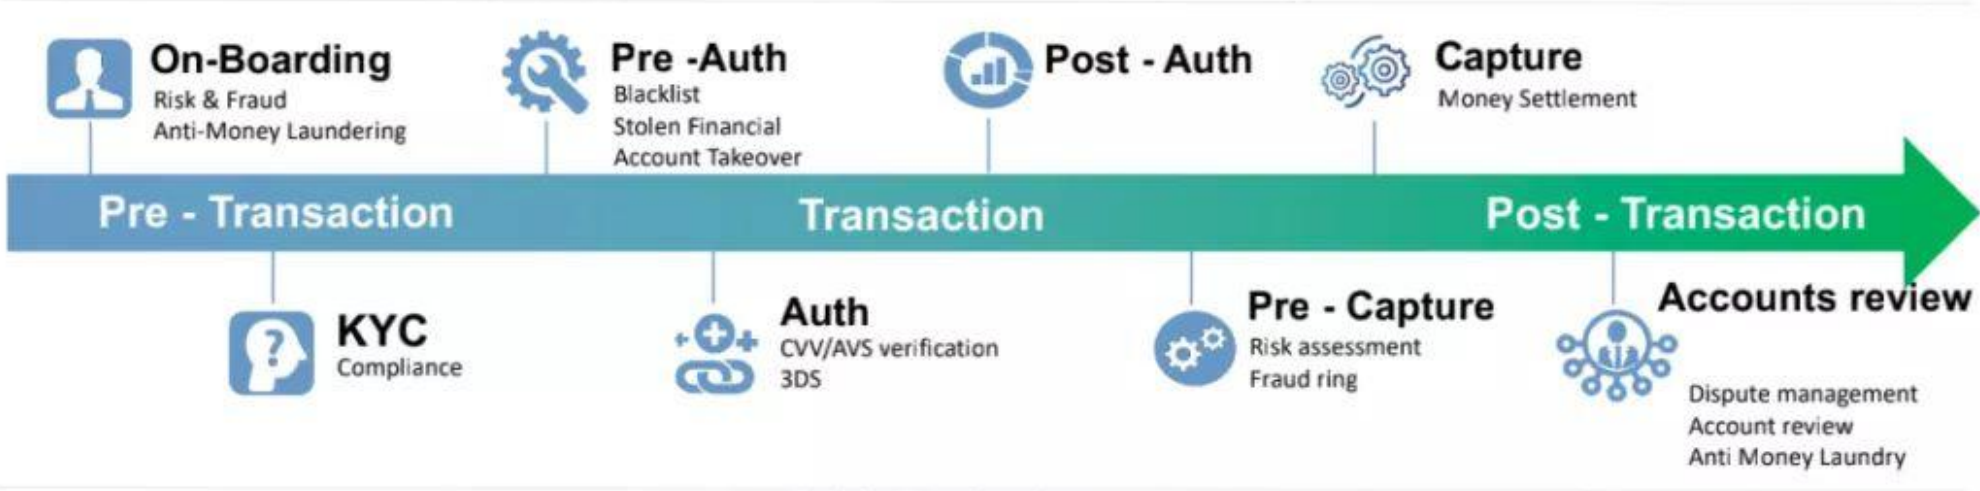 On-Boarding
Risk & Fraud
Anti-Money Laundering
Pre -Auth
Blacklist
Stolen Financial
Account Takeover
Post - Auth
Capture
Money Settlement
Pre - Transaction
Transaction
Post - Transaction
KYC
Compliance
?
Auth
CVV/AVS verification
3DS
Pre - Capture
Risk assessment
Fraud ring
Accounts review
Dispute management
Account review
Anti Money Laundry